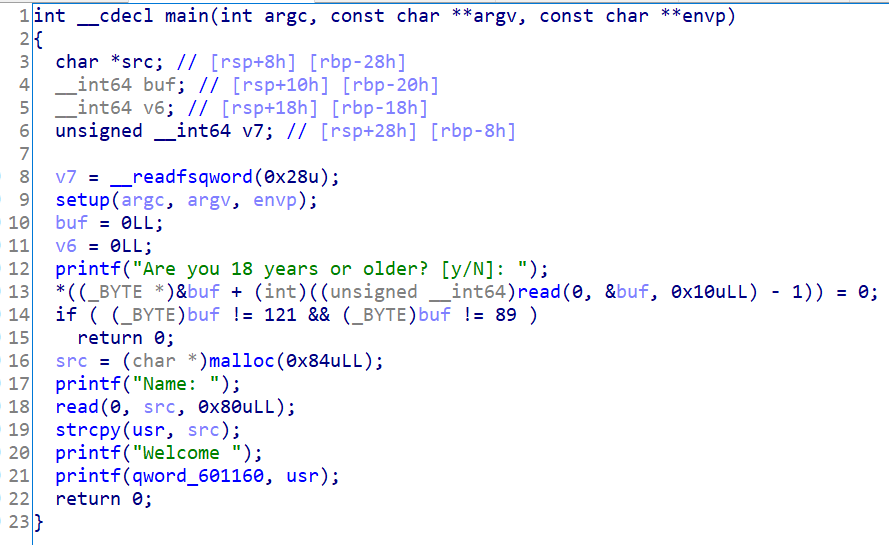 1 int __cdecl main(int argc, const char **argv, const char **envp)
2 {
3   char *src; // [rsp+8h] [rbp-28h]
4   __int64 buf; // [rsp+10h] [rbp-20h]
5   __int64 v6; // [rsp+18h] [rbp-18h]
6   unsigned __int64 v7; // [rsp+28h] [rbp-8h]
7
8   v7 = __readfsqword(0x28u);
9   setup(argc, argv, envp);
10   buf = 0LL;
11   v6 = 0LL;
12   printf("Are you 18 years or older? [y/N]: ");
13   *((_BYTE *)&buf + (int)((unsigned __int64)read(0, &buf, 0x10uLL) - 1)) = 0;
14   if ( (_BYTE)buf != 121 && (_BYTE)buf != 89 )
15     return 0;
16   src = (char *)malloc(0x84uLL);
17   printf("Name: ");
18   read(0, src, 0x80uLL);
19   strcpy(usr, src);
20   printf("Welcome ");
21   printf(qword_601160, usr);
22   return 0;
23 }